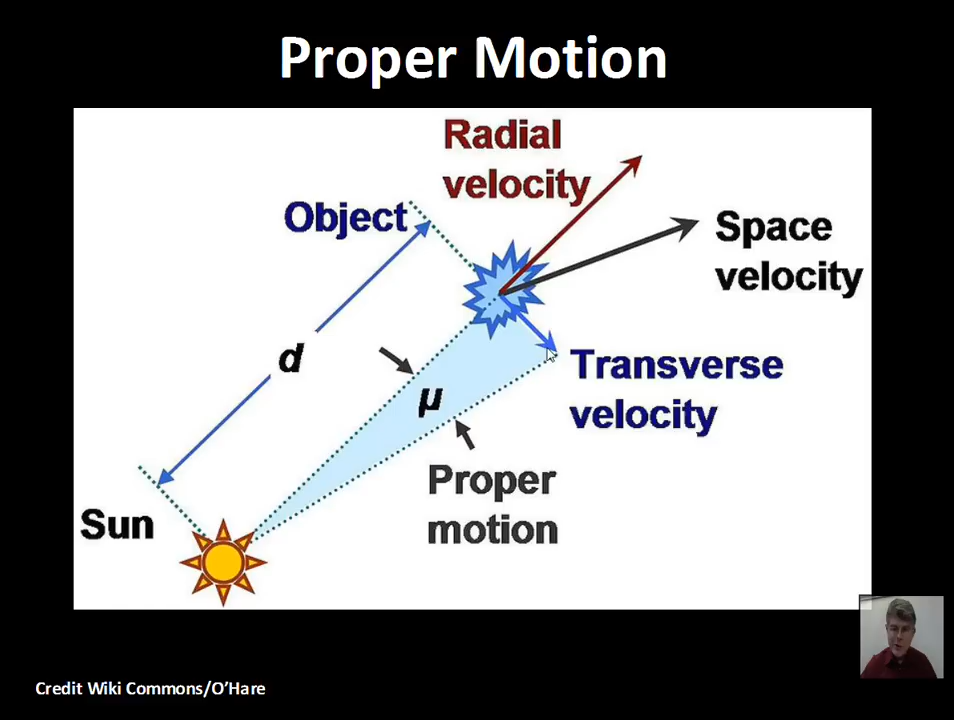 Proper Motion
Radial
velocity
Object
Space
velocity
d
Transverse
velocity
μ
Proper
motion
Sun
Credit Wiki Commons/O’Hare